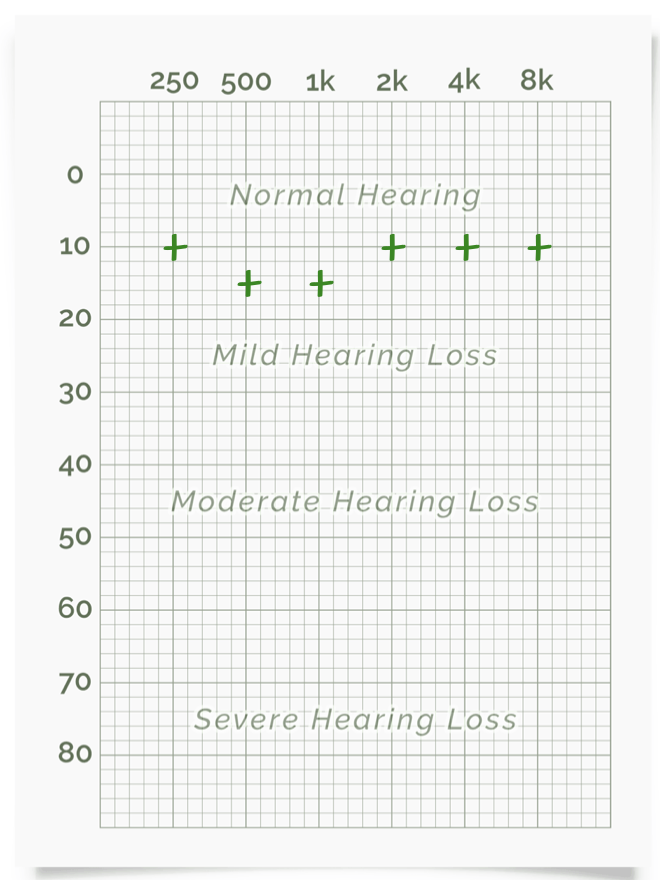 250 500 1k 2k 4k 8k
0
Normal Hearing
10
20
Mild Hearing Loss
30
40
Moderate Hearing Loss
50
60
70
Severe Hearing Loss
80